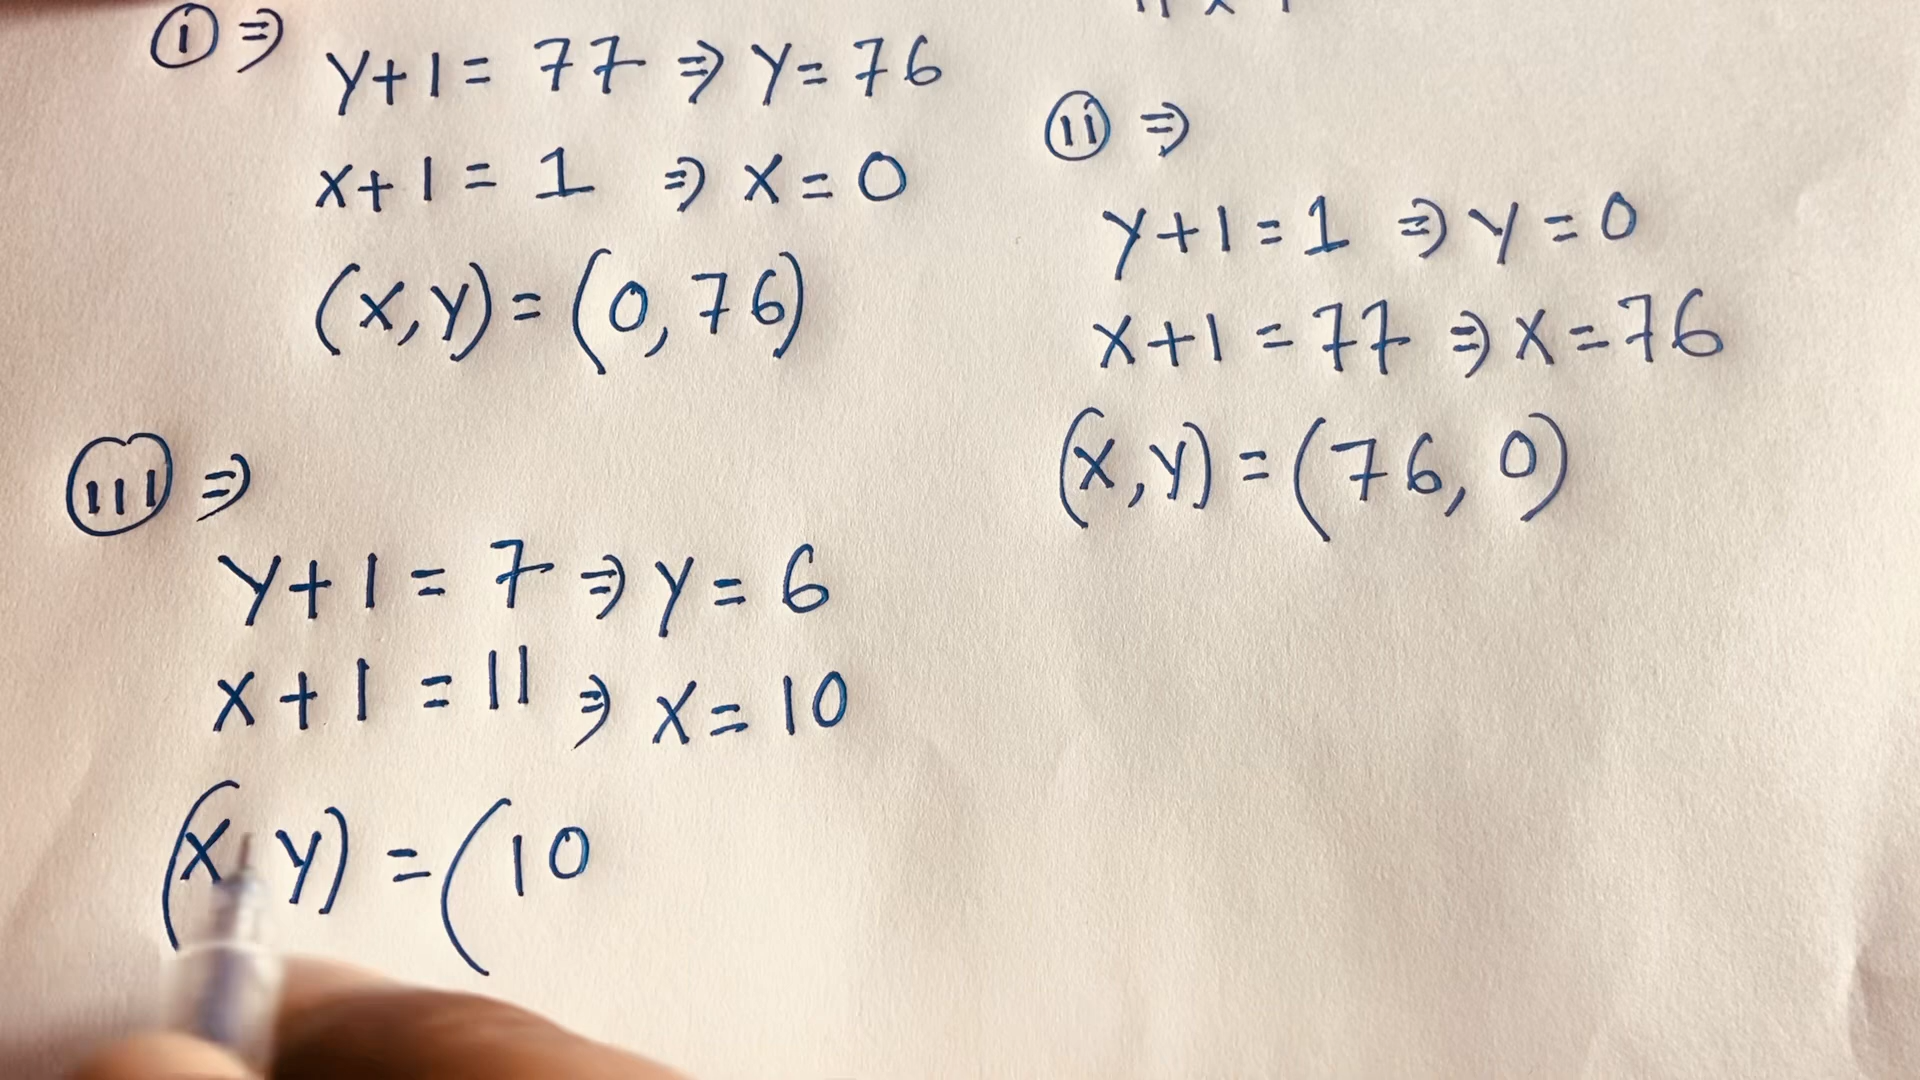 (i) ⇒
y+1 = 77 ⇒ y = 76
x+1 = 1 ⇒ x = 0
(x,y) = (0,76)
(ii) ⇒
y+1 = 1 ⇒ y = 0
x+1 = 77 ⇒ x = 76
(x,y) = (76,0)
(iii) ⇒
y+1 = 7 ⇒ y = 6
x+1 = 11 ⇒ x = 10
(x y) = (10